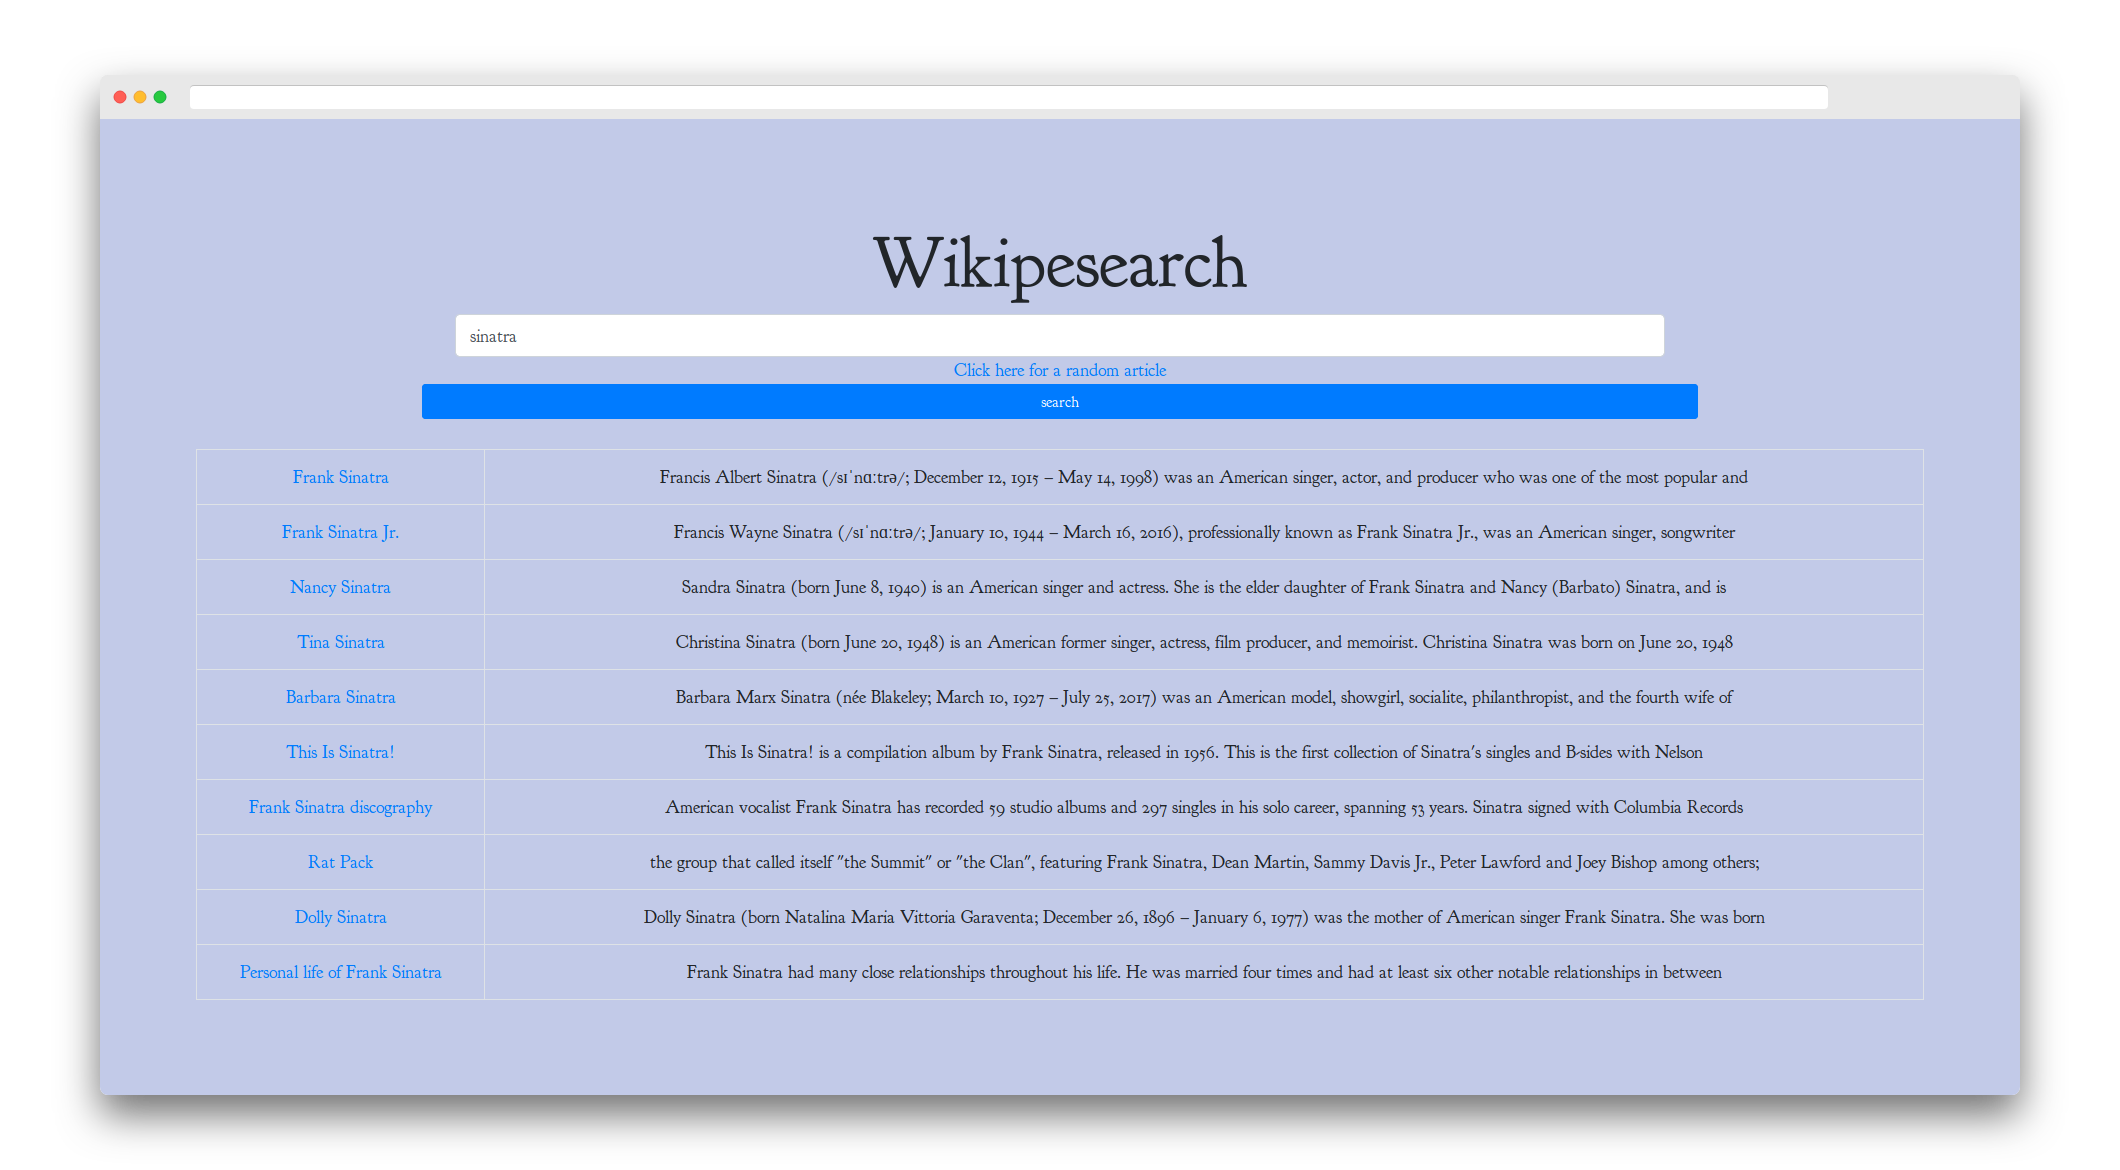 Wikipesearch
sinatra
Click here for a random article
search
Frank Sinatra
Francis Albert Sinatra (/sɪˈnɑːtrə/; December 12, 1915 – May 14, 1998) was an American singer, actor, and producer who was one of the most popular and
Frank Sinatra Jr.
Francis Wayne Sinatra (/sɪˈnɑːtrə/; January 10, 1944 – March 16, 2016), professionally known as Frank Sinatra Jr., was an American singer, songwriter
Nancy Sinatra
Sandra Sinatra (born June 8, 1940) is an American singer and actress. She is the elder daughter of Frank Sinatra and Nancy (Barbato) Sinatra, and is
Tina Sinatra
Christina Sinatra (born June 20, 1948) is an American former singer, actress, film producer, and memoirist. Christina Sinatra was born on June 20, 1948
Barbara Sinatra
Barbara Marx Sinatra (née Blakeley; March 10, 1927 – July 25, 2017) was an American model, showgirl, socialite, philanthropist, and the fourth wife of
This Is Sinatra!
This Is Sinatra! is a compilation album by Frank Sinatra, released in 1956. This is the first collection of Sinatra's singles and B-sides with Nelson
Frank Sinatra discography
American vocalist Frank Sinatra has recorded 59 studio albums and 297 singles in his solo career, spanning 53 years. Sinatra signed with Columbia Records
Rat Pack
the group that called itself "the Summit" or "the Clan", featuring Frank Sinatra, Dean Martin, Sammy Davis Jr., Peter Lawford and Joey Bishop among others;
Dolly Sinatra
Dolly Sinatra (born Natalina Maria Vittoria Garaventa; December 26, 1896 – January 6, 1977) was the mother of American singer Frank Sinatra. She was born
Personal life of Frank Sinatra
Frank Sinatra had many close relationships throughout his life. He was married four times and had at least six other notable relationships in between